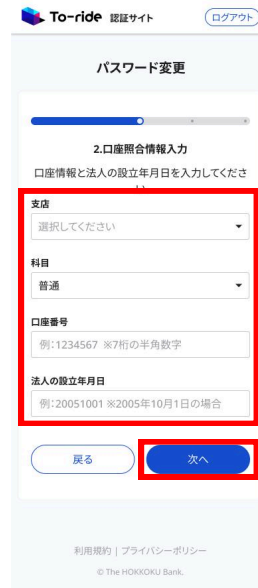 To-ride 認証サイト
ログアウト
パスワード変更
2.口座照合情報入力
口座情報と法人の設立年月日を入力してくださ
い
支店
選択してください
科目
普通
口座番号
例:1234567 ※7桁の半角数字
法人の設立年月日
例:20051001 ※2005年10月1日の場合
戻る
次へ
利用規約 | プライバシーポリシー
© The HOKKOKU Bank.